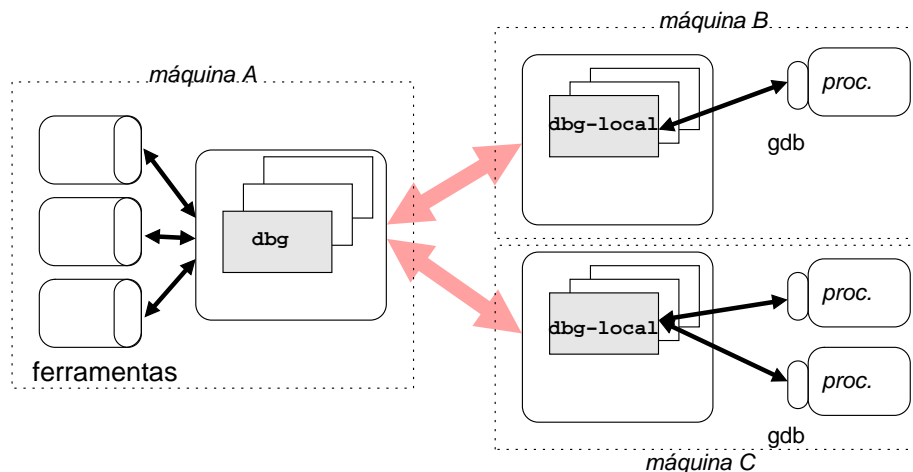 máquina A
dbg
ferramentas
máquina B
dbg-local
proc.
gdb
dbg-local
proc.
proc.
gdb
máquina C